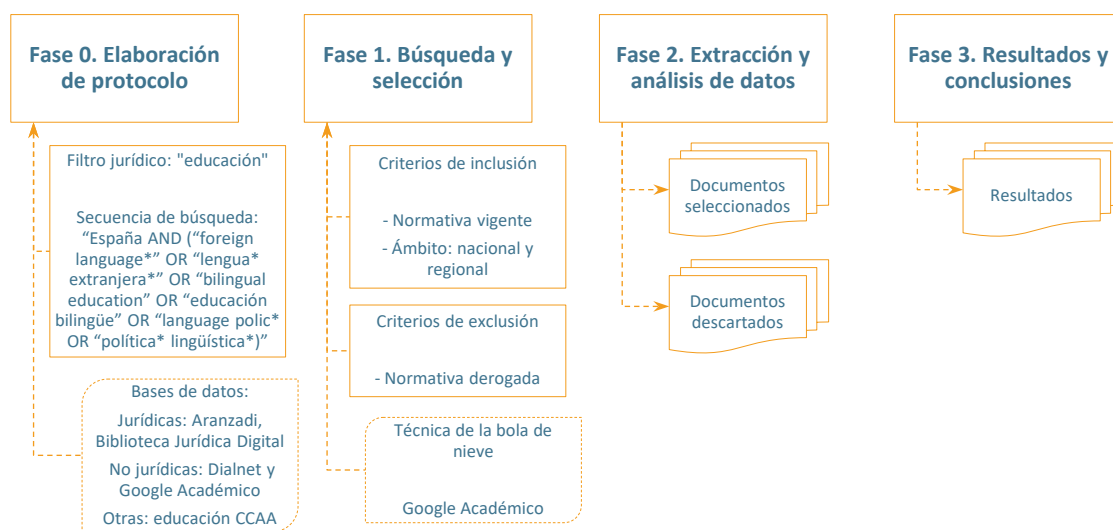 Fase 0. Elaboración
de protocolo
Filtro jurídico: "educación"
Secuencia de búsqueda:
“España AND (“foreign
language*” OR “lengua*
extranjera*” OR “bilingual
education” OR “educación
bilingüe” OR “language polic*
OR “política* lingüística*)”
Bases de datos:
Jurídicas: Aranzadi,
Biblioteca Jurídica Digital
No jurídicas: Dialnet y
Google Académico
Otras: educación CCAA
Fase 1. Búsqueda y
selección
Criterios de inclusión
- Normativa vigente
- Ámbito: nacional y
regional
Criterios de exclusión
- Normativa derogada
Técnica de la bola de
nieve
Google Académico
Fase 2. Extracción y
análisis de datos
Documentos
seleccionados
Documentos
descartados
Fase 3. Resultados y
conclusiones
Resultados